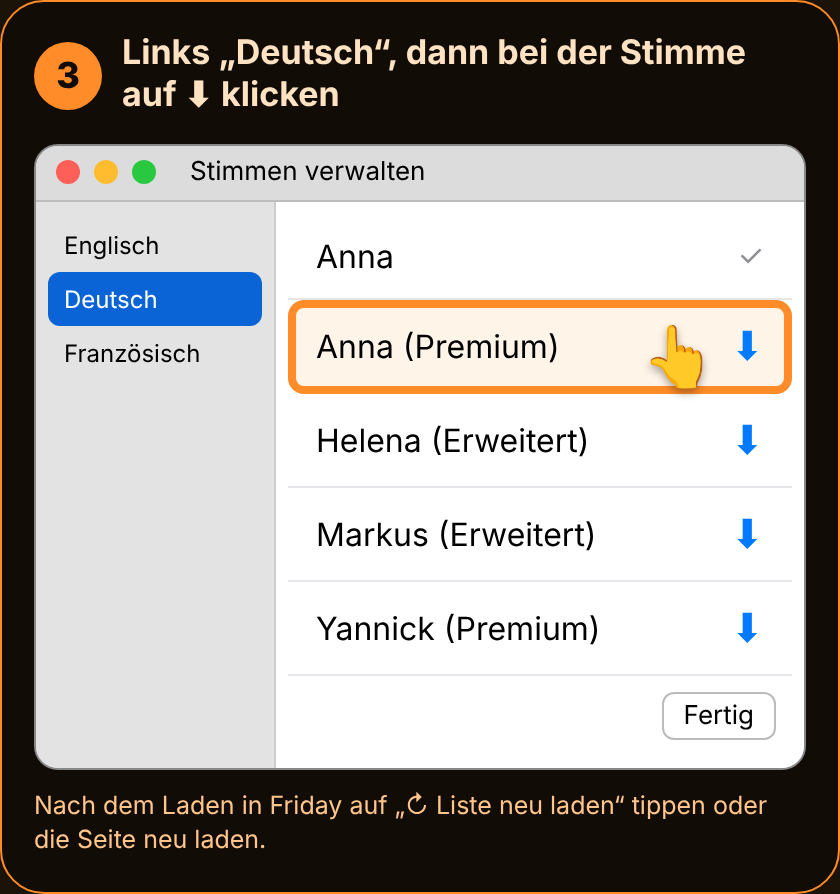 3
Links „Deutsch“, dann bei der Stimme
auf ⬇ klicken
Stimmen verwalten
Englisch
Deutsch
Französisch
Anna ✓
Anna (Premium) ⬇
Helena (Erweitert) ⬇
Markus (Erweitert) ⬇
Yannick (Premium) ⬇
Fertig
Nach dem Laden in Friday auf „↻ Liste neu laden“ tippen oder
die Seite neu laden.